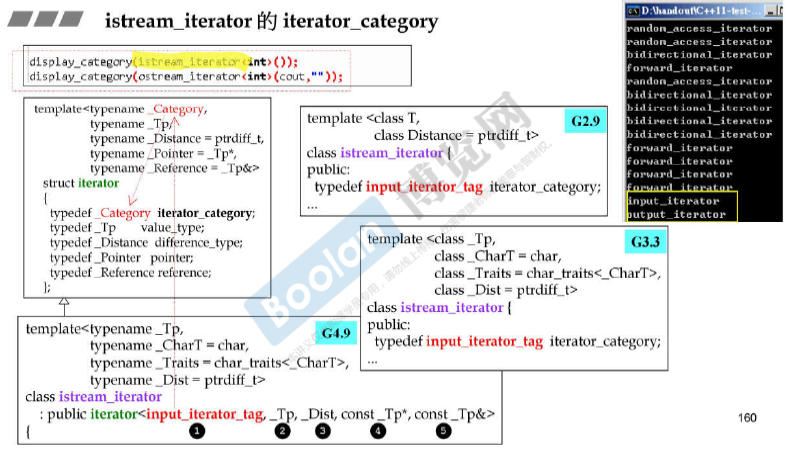 istream_iterator 的 iterator_category
display_category(istream_iterator<int>());
display_category(ostream_iterator<int>(cout,""));
template<typename _Category,
typename _Tp,
typename _Distance = ptrdiff_t,
typename _Pointer = _Tp*,
typename _Reference = _Tp&>
struct iterator
{
typedef _Category iterator_category;
typedef _Tp value_type;
typedef _Distance difference_type;
typedef _Pointer pointer;
typedef _Reference reference;
};
G2.9
template <class T,
class Distance = ptrdiff_t>
class istream_iterator {
public:
typedef input_iterator_tag iterator_category;
...
G3.3
template <class _Tp,
class _CharT = char,
class _Traits = char_traits<_CharT>,
class _Dist = ptrdiff_t>
class istream_iterator {
public:
typedef input_iterator_tag iterator_category;
...
G4.9
template<typename _Tp,
typename _CharT = char,
typename _Traits = char_traits<_CharT>,
typename _Dist = ptrdiff_t>
class istream_iterator
: public iterator<input_iterator_tag, _Tp, _Dist, const _Tp*, const _Tp&>
{
1 2 3 4 5
D:\handout\C++11-test-...
random_access_iterator
random_access_iterator
bidirectional_iterator
forward_iterator
random_access_iterator
bidirectional_iterator
bidirectional_iterator
bidirectional_iterator
bidirectional_iterator
forward_iterator
forward_iterator
forward_iterator
forward_iterator
input_iterator
output_iterator
160
Boolan 博览网